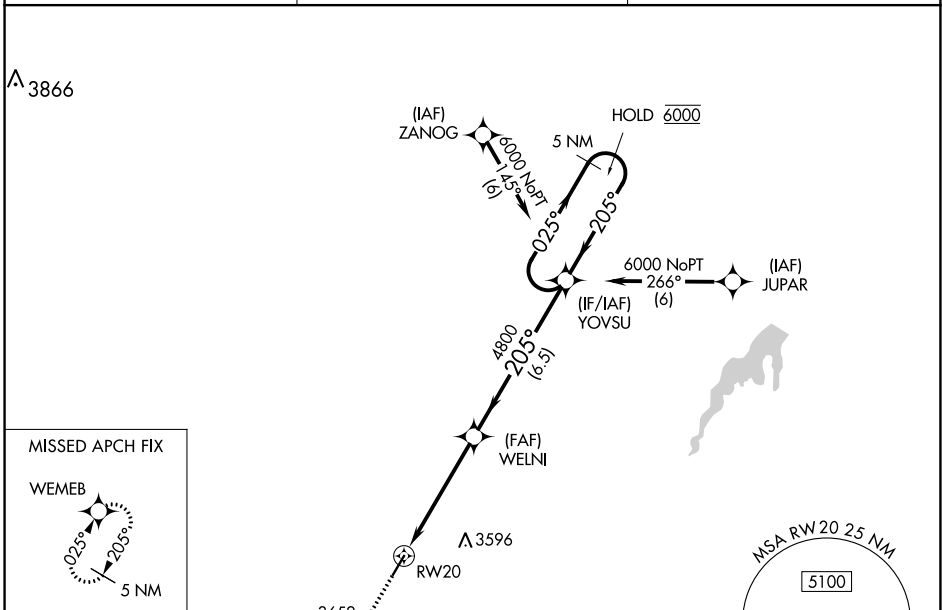 3866
(IAF)
ZANOG
6000 NoPT
145°
(6)
HOLD 6000
5 NM
025°
205°
6000 NoPT
266°
(6)
(IAF)
JUPAR
(IF/IAF)
YOVSU
4800
205°
(6.5)
(FAF)
WELNI
3596
RW20
MISSED APCH FIX
WEMEB
025°
205°
5 NM
MSA RW20 25 NM
5100